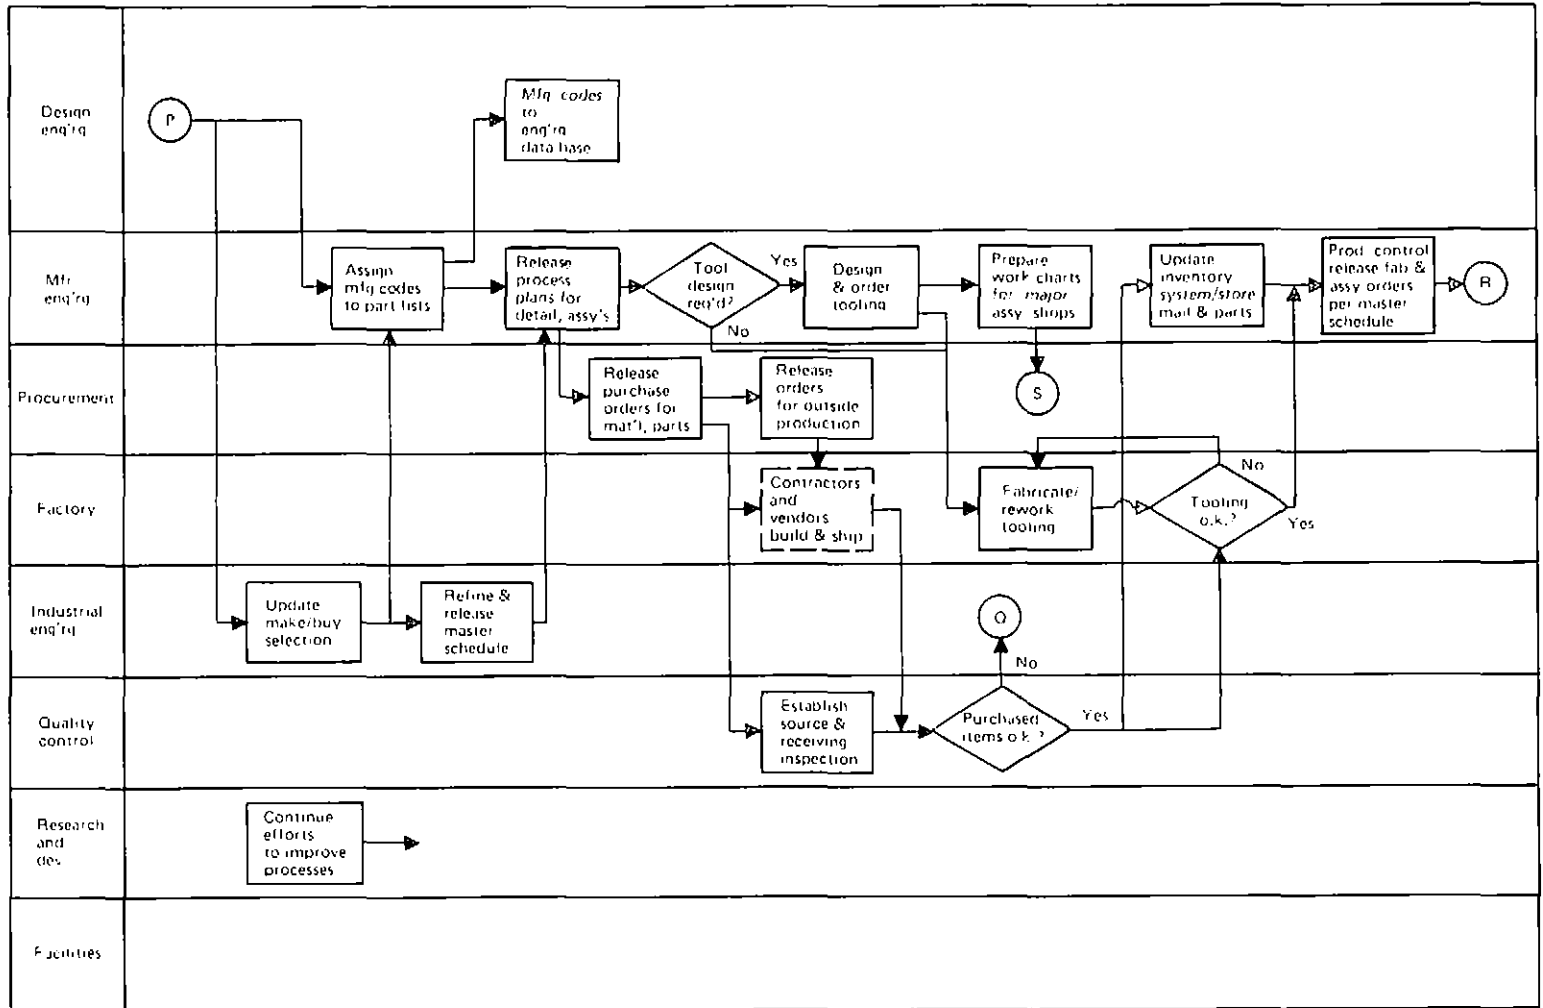 Design
eng'rg
P
Mfg codes
to
eng'rg
data base
Mfr
eng'rg
Assign
mfg codes
to part lists
Release
process
plans for
detail, assy's
Tool
design
req'd?
Yes
No
Design
& order
tooling
Prepare
work charts
for major
assy shops
Update
inventory
system/store
mail & parts
Prod control
release fab &
assy orders
per master
schedule
R
Procurement
Release
purchase
orders for
mat'l, parts
Release
orders
for outside
production
S
Factory
Contractors
and
vendors
build & ship
Fabricate/
rework
tooling
Tooling
o.k.?
No
Yes
Industrial
eng'rg
Update
make/buy
selection
Refine &
release
master
schedule
Q
No
Quality
control
Establish
source &
receiving
inspection
Purchased
items o.k.?
Yes
Research
and
dev
Continue
efforts
to improve
processes
Facilities